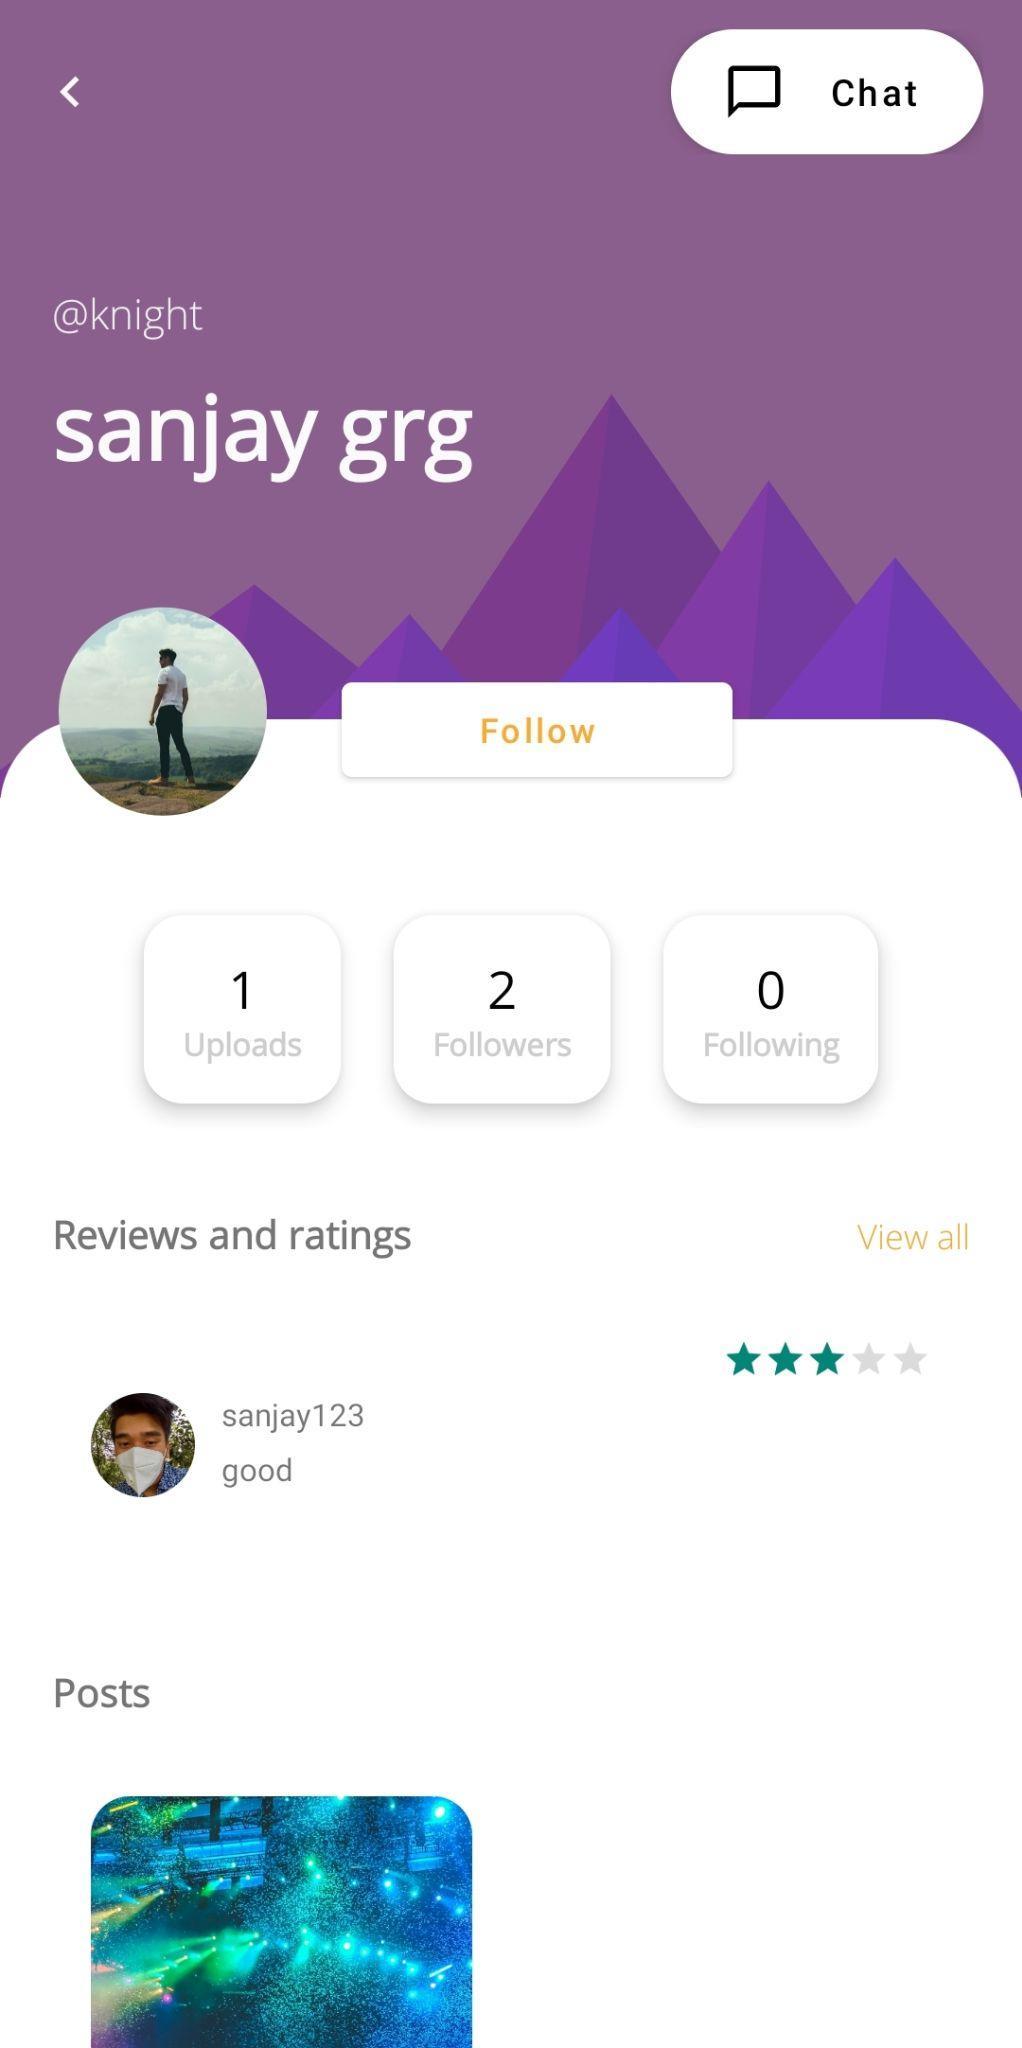 Chat
@knight
sanjay grg
Follow
1
Uploads
2
Followers
0
Following
Reviews and ratings
View all
sanjay123
good
Posts